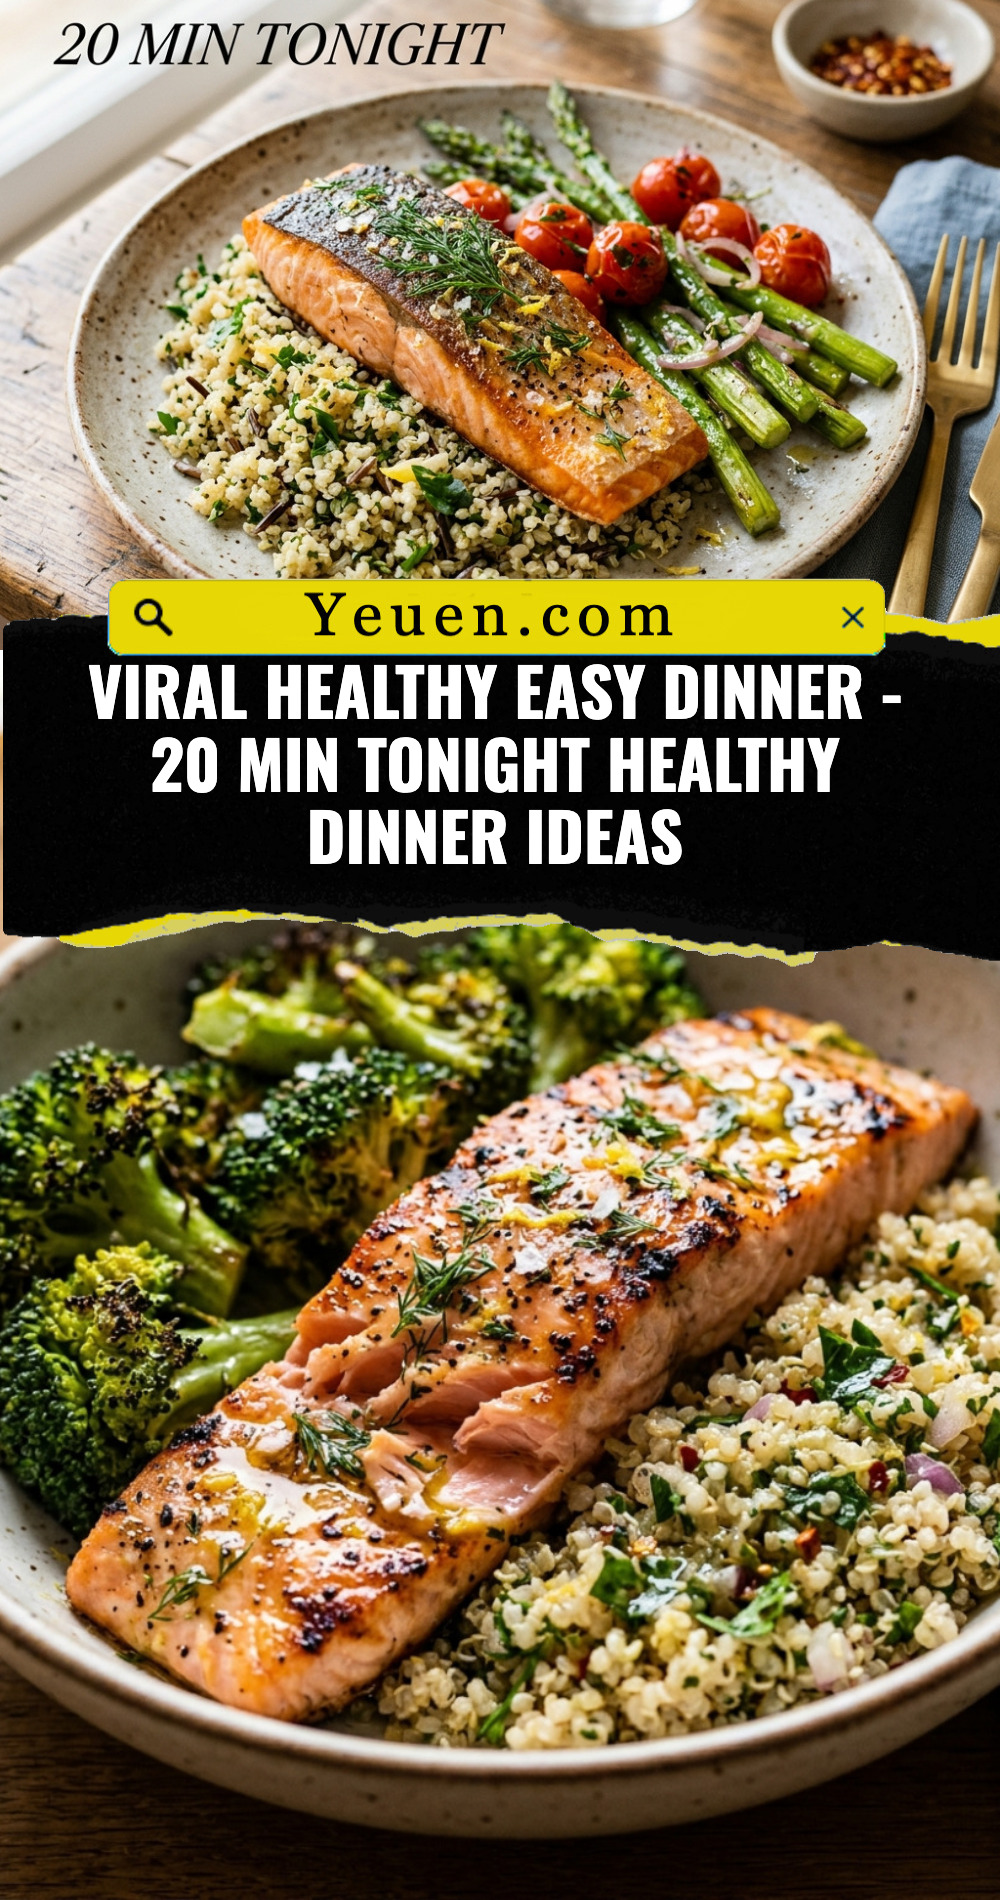 20 MIN TONIGHT
Yeuen.com
VIRAL HEALTHY EASY DINNER -
20 MIN TONIGHT HEALTHY
DINNER IDEAS